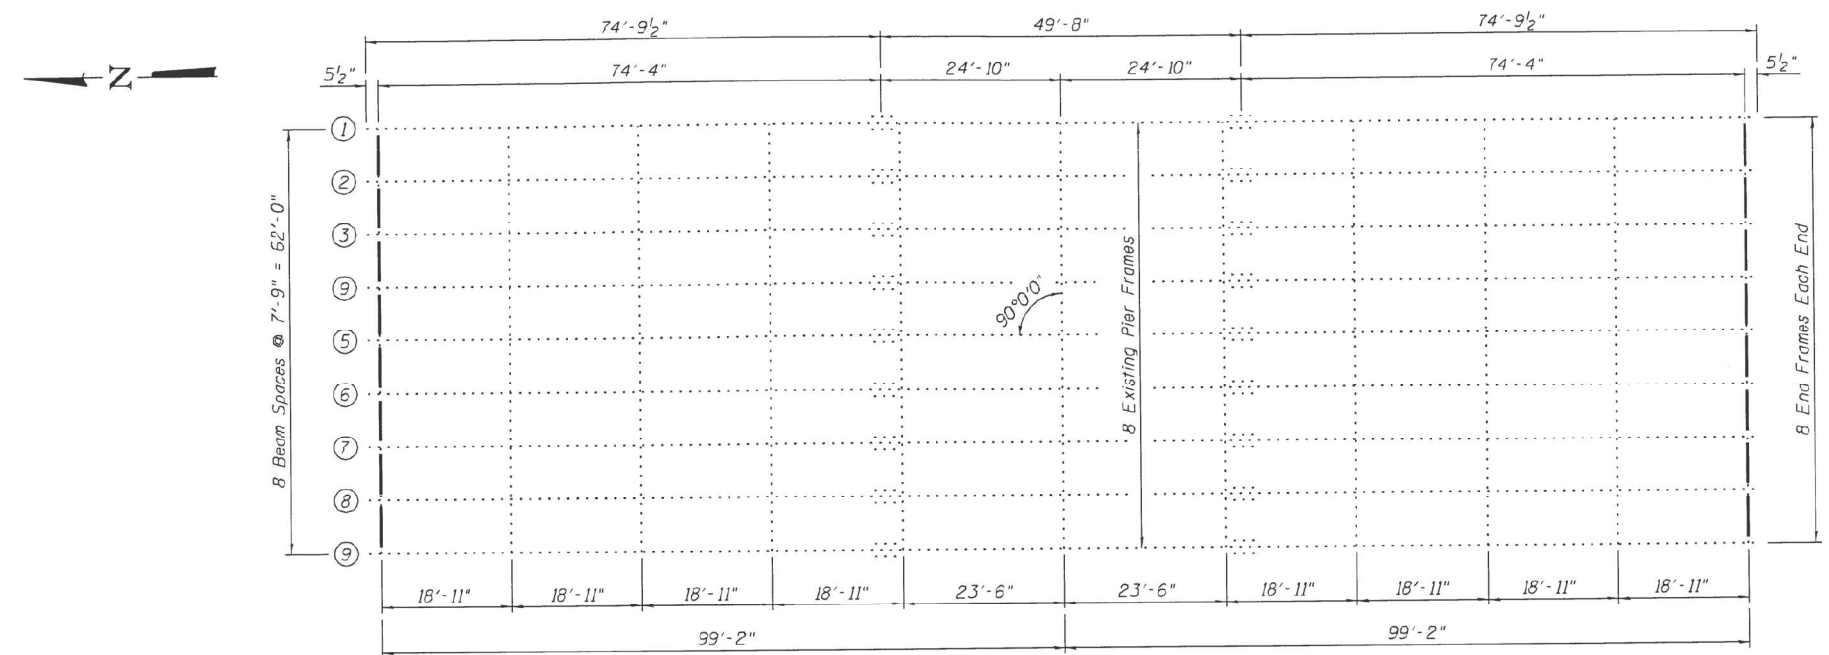 74'-9½" 49'-8" 74'-9½"
5½" 74'-4" 24'-10" 24'-10" 74'-4" 5½"
N
1
2
3
9
5
6
7
8
9
8 Beam Spaces @ 7'-9" = 62'-0"
90°0'0"
8 Existing Pier Frames
8 End Frames Each End
18'-11" 18'-11" 18'-11" 18'-11" 23'-6" 23'-6" 18'-11" 18'-11" 18'-11" 18'-11"
99'-2" 99'-2"